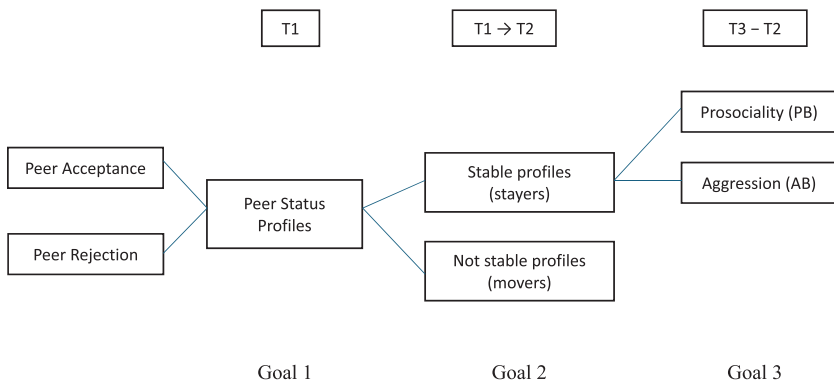 T1
T1 → T2
T3 – T2
Prosociality (PB)
Peer Acceptance
Stable profiles
(stayers)
Aggression (AB)
Peer Status
Profiles
Peer Rejection
Not stable profiles
(movers)
Goal 1
Goal 2
Goal 3